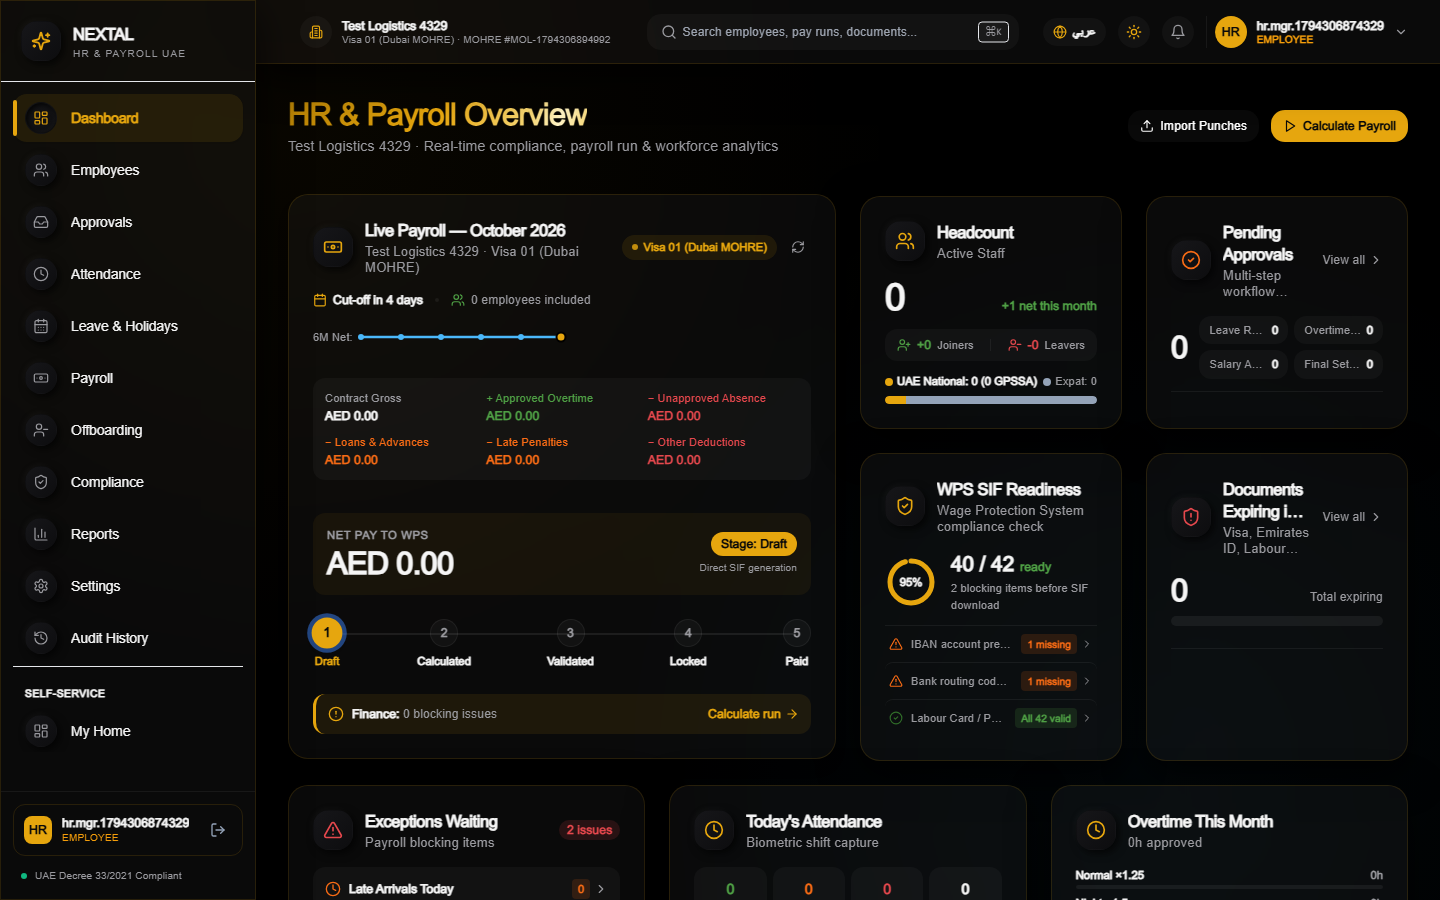 NEXTAL
HR & PAYROLL UAE
Dashboard
Employees
Approvals
Attendance
Leave & Holidays
Payroll
Offboarding
Compliance
Reports
Settings
Audit History
SELF-SERVICE
My Home
HR
hr.mgr.1794306874329
EMPLOYEE
UAE Decree 33/2021 Compliant
Test Logistics 4329
Visa 01 (Dubai MOHRE) · MOHRE #MOL-1794306894992
Search employees, pay runs, documents...
⌘K
عربي
HR
hr.mgr.1794306874329
EMPLOYEE
HR & Payroll Overview
Test Logistics 4329 · Real-time compliance, payroll run & workforce analytics
Import Punches
Calculate Payroll
Live Payroll — October 2026
Test Logistics 4329 · Visa 01 (Dubai
MOHRE)
Visa 01 (Dubai MOHRE)
Cut-off in 4 days · 0 employees included
6M Net:
Contract Gross
AED 0.00
+ Approved Overtime
AED 0.00
− Unapproved Absence
AED 0.00
− Loans & Advances
AED 0.00
− Late Penalties
AED 0.00
− Other Deductions
AED 0.00
NET PAY TO WPS
AED 0.00
Stage: Draft
Direct SIF generation
1 2 3 4 5
Draft Calculated Validated Locked Paid
Finance: 0 blocking issues
Calculate run →
Headcount
Active Staff
0
+1 net this month
+0 Joiners
-0 Leavers
UAE National: 0 (0 GPSSA)
Expat: 0
Pending
Approvals
Multi-step
workflow...
View all
0
Leave R... 0
Overtime... 0
Salary A... 0
Final Set... 0
WPS SIF Readiness
Wage Protection System
compliance check
95%
40 / 42 ready
2 blocking items before SIF
download
IBAN account pre... 1 missing
Bank routing cod... 1 missing
Labour Card / P... All 42 valid
Documents
Expiring i...
Visa, Emirates
ID, Labour...
View all
0
Total expiring
Exceptions Waiting
Payroll blocking items
2 issues
Late Arrivals Today 0
Today's Attendance
Biometric shift capture
0 0 0 0
Overtime This Month
0h approved
Normal ×1.25 0h